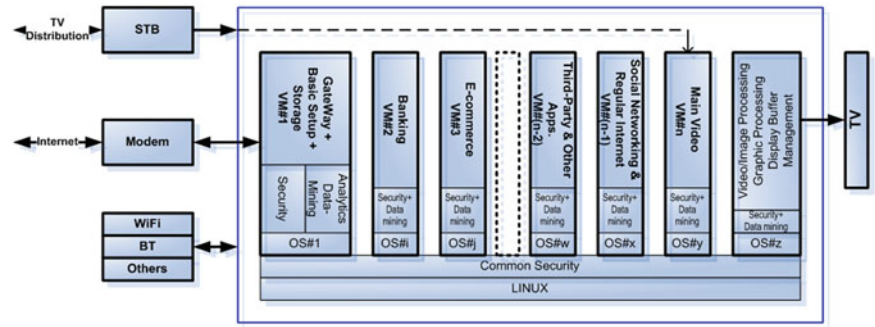 TV
Distribution
STB
Internet
Modem
WiFi
BT
Others
GateWay +
Basic Setup +
Storage
VM#1
Security
Data-
Mining
Analytics
OS#1
Banking
VM#2
Security+
Data
mining
OS#i
E-commerce
VM#3
Security+
Data
mining
OS#j
Third-Party & Other
Apps.
VM#(n-2)
Security+
Data
mining
OS#w
Social Networking &
Regular Internet
VM#(n-1)
Security+
Data
mining
OS#x
Main Video
VM#n
Security+
Data
mining
OS#y
Video/Image Processing
Graphic Processing
Display Buffer
Management
Security+
Data mining
OS#z
Common Security
LINUX
TV